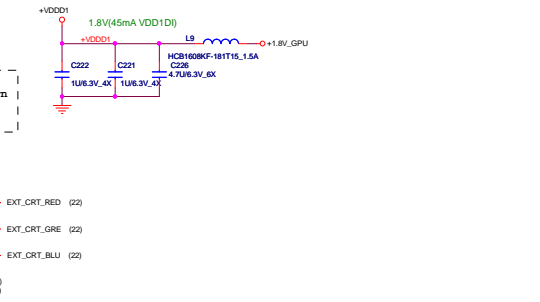 +VDDD1
1.8V(45mA VDD1DI)
+VDDD1
L9
+1.8V_GPU
HCB1608KF-181T15_1.5A
C222
C221
C226
4.7U/6.3V_6X
1U/6.3V_4X
1U/6.3V_4X
n
EXT_CRT_RED (22)
EXT_CRT_GRE (22)
EXT_CRT_BLU (22)
)